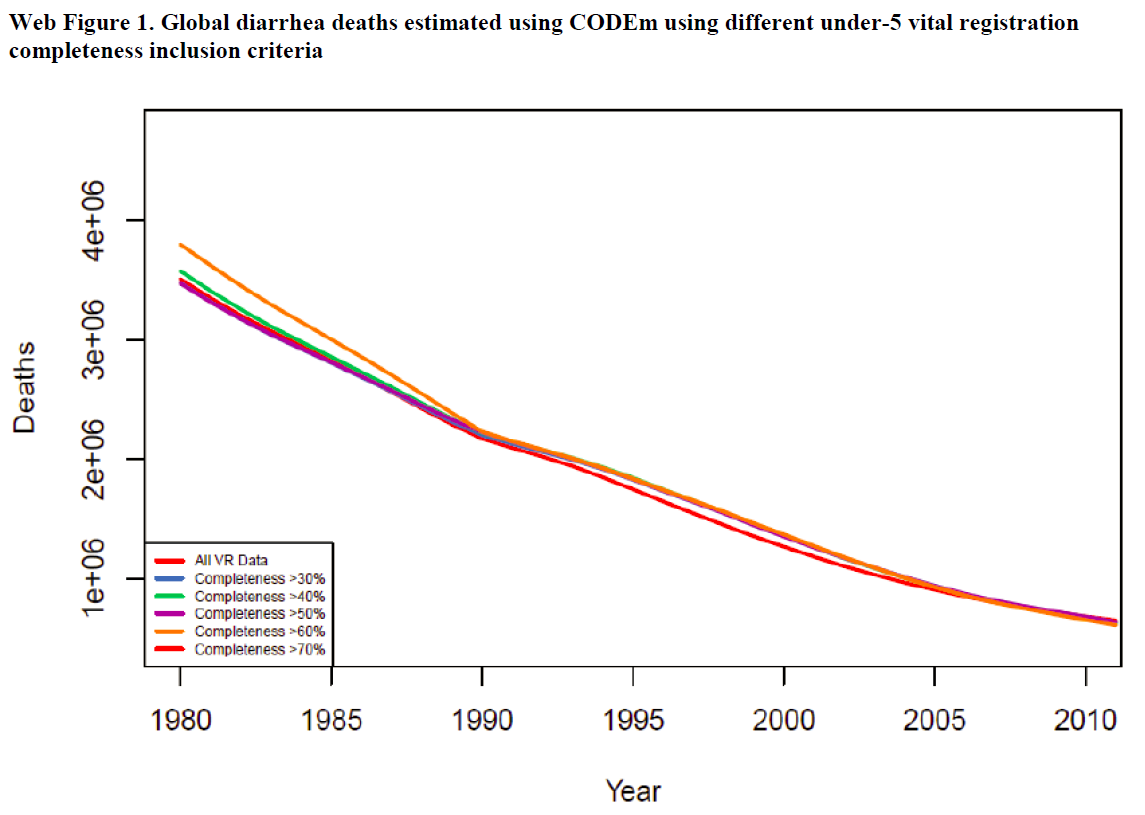 Web Figure 1. Global diarrhea deaths estimated using CODEm using different under-5 vital registration
completeness inclusion criteria
4e+06
3e+06
2e+06
1e+06
Deaths
All VR Data
Completeness >30%
Completeness >40%
Completeness >50%
Completeness >60%
Completeness >70%
1980 1985 1990 1995 2000 2005 2010
Year